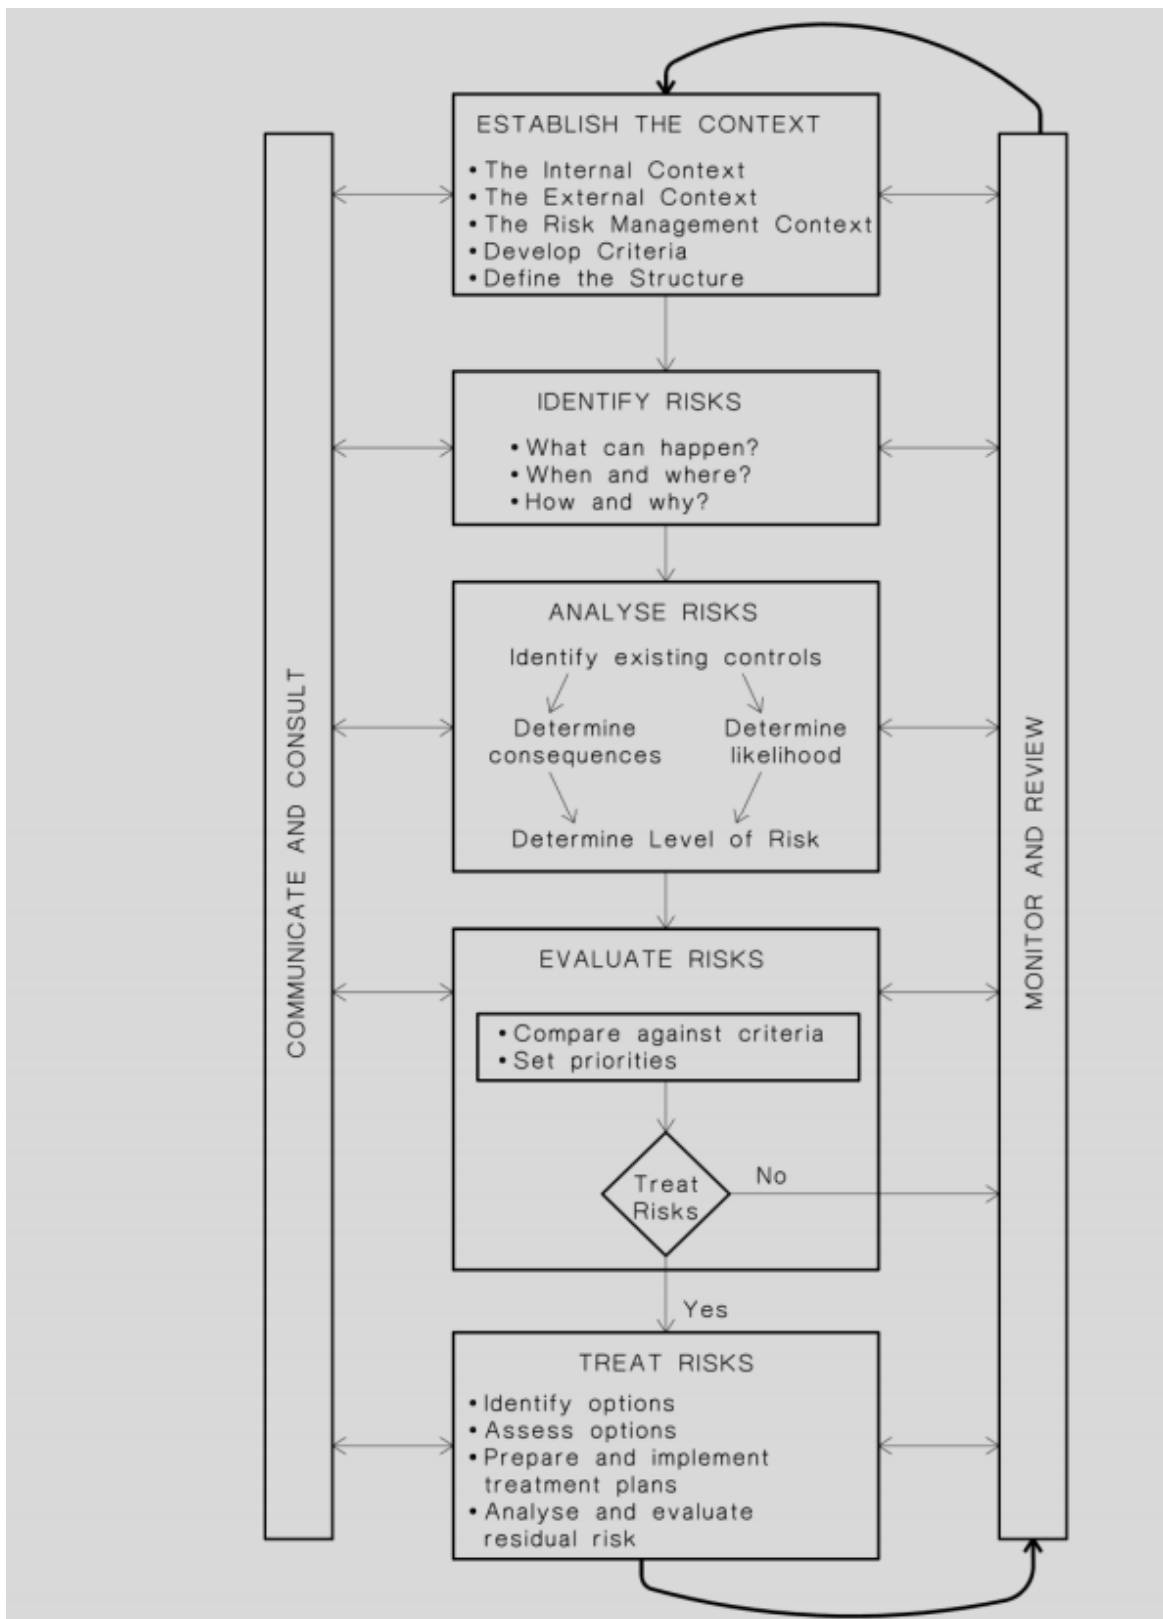 ESTABLISH THE CONTEXT
• The Internal Context
• The External Context
• The Risk Management Context
• Develop Criteria
• Define the Structure
IDENTIFY RISKS
• What can happen?
• When and where?
• How and why?
ANALYSE RISKS
Identify existing controls
Determine
consequences
Determine
likelihood
Determine Level of Risk
EVALUATE RISKS
• Compare against criteria
• Set priorities
Treat
Risks
No
Yes
TREAT RISKS
• Identify options
• Assess options
• Prepare and implement
treatment plans
• Analyse and evaluate
residual risk
COMMUNICATE AND CONSULT
MONITOR AND REVIEW